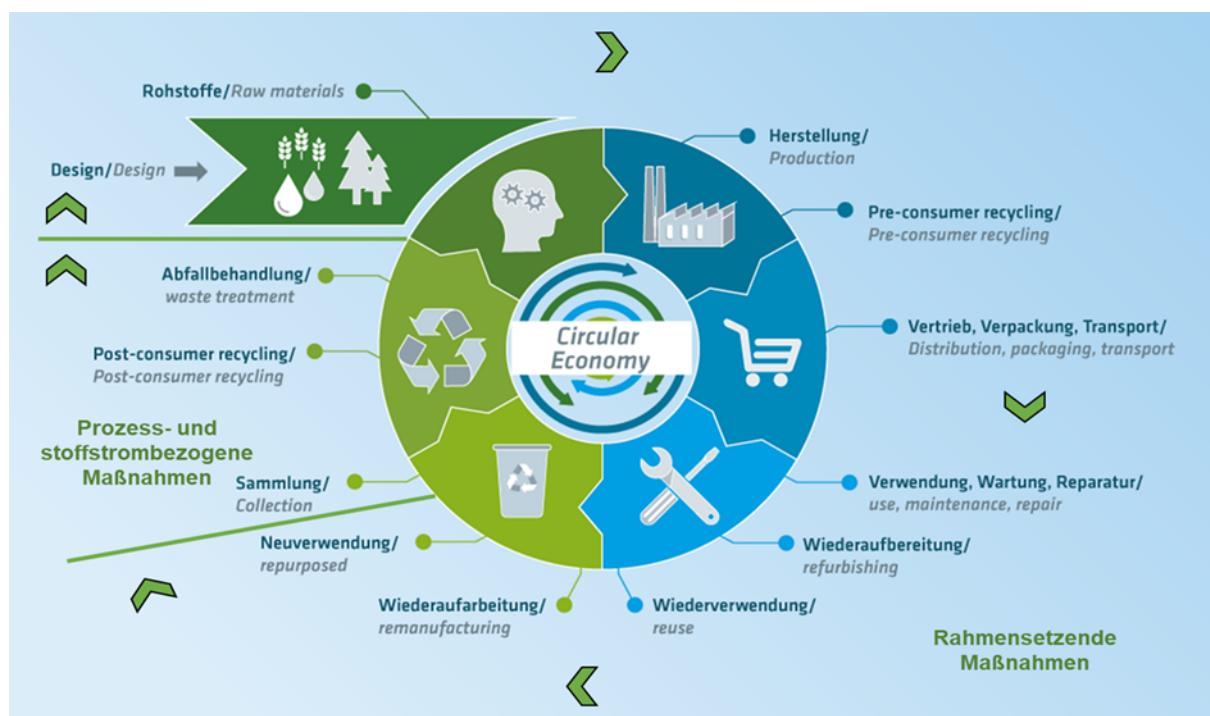 Rohstoffe/Raw materials
Design/Design
Herstellung/
Production
Pre-consumer recycling/
Pre-consumer recycling
Abfallbehandlung/
waste treatment
Vertrieb, Verpackung, Transport/
Distribution, packaging, transport
Circular
Economy
Post-consumer recycling/
Post-consumer recycling
Prozess- und
stoffstrombezogene
Maßnahmen
Sammlung/
Collection
Verwendung, Wartung, Reparatur/
use, maintenance, repair
Neuverwendung/
repurposed
Wiederaufbereitung/
refurbishing
Wiederaufarbeitung/
remanufacturing
Wiederverwendung/
reuse
Rahmensetzende
Maßnahmen